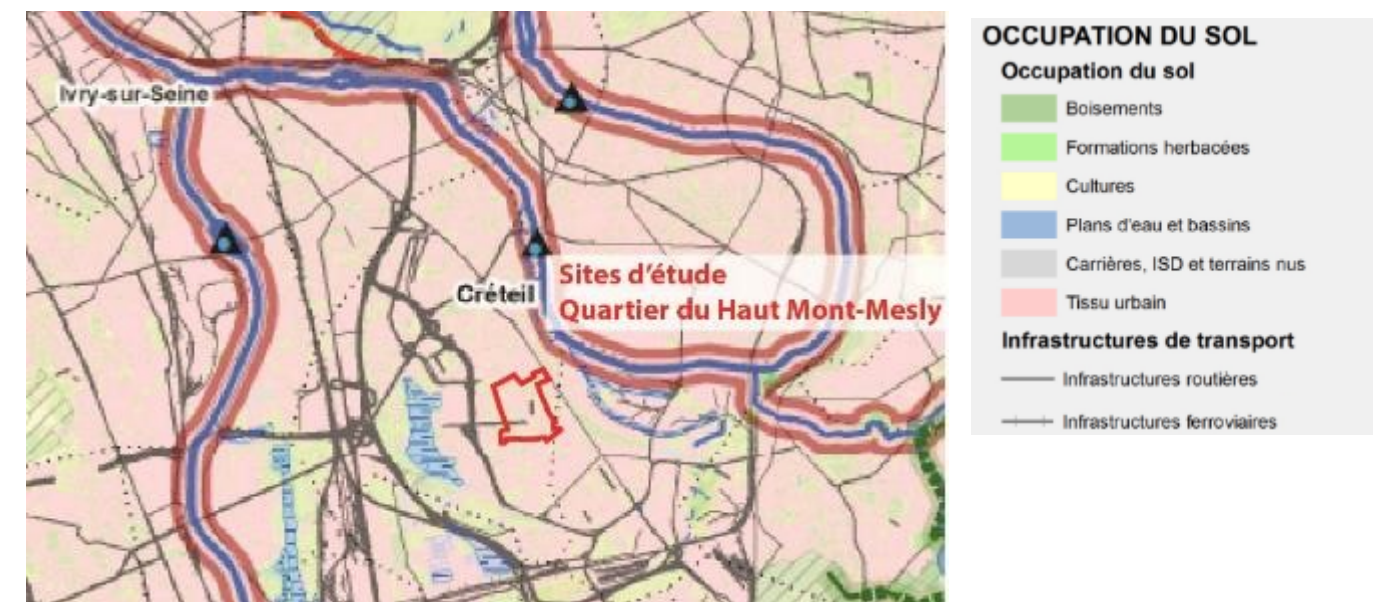 Ivry-sur-Seine
Créteil
Sites d'étude
Quartier du Haut Mont-Mesly
OCCUPATION DU SOL
Occupation du sol
Boisements
Formations herbacées
Cultures
Plans d'eau et bassins
Carrières, ISD et terrains nus
Tissu urbain
Infrastructures de transport
Infrastructures routières
Infrastructures ferroviaires